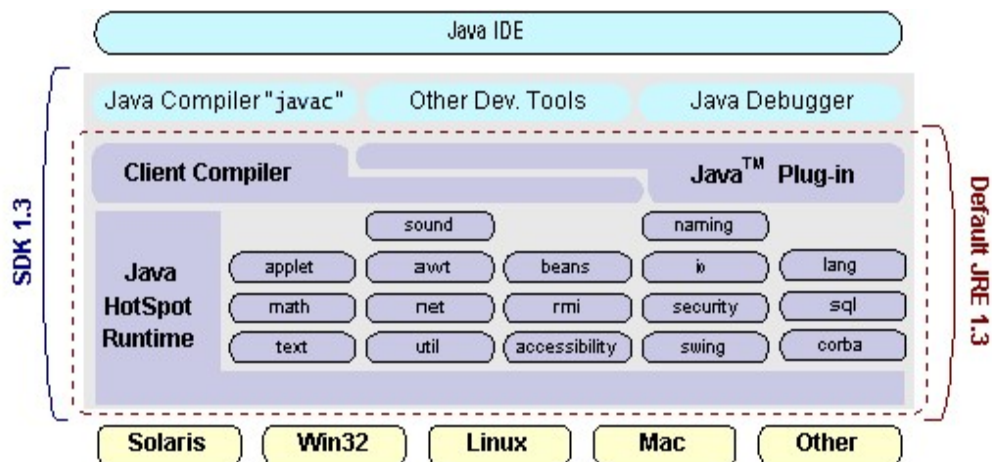 Java IDE
Java Compiler "javac" Other Dev. Tools Java Debugger
Client Compiler Java™ Plug-in
sound naming
applet awt beans io lang
math net rmi security sql
text util accessibility swing corba
Java
HotSpot
Runtime
SDK 1.3
Default JRE 1.3
Solaris Win32 Linux Mac Other